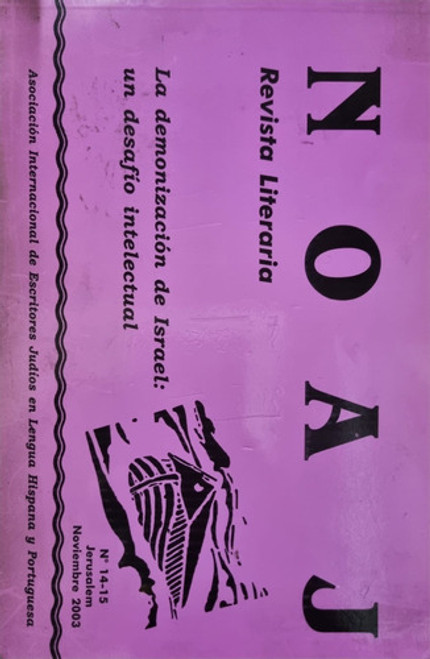 N O A J
Revista Literaria
La demonización de Israel:
un desafío intelectual
Nº 14-15
Jerusalem
Noviembre 2003
Asociación Internacional de Escritores Judíos en Lengua Hispana y Portuguesa